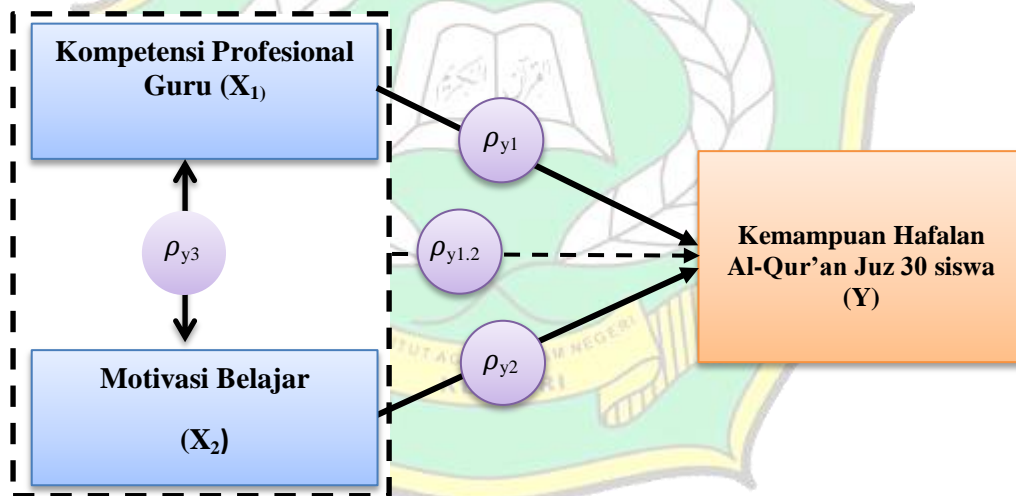 Kompetensi Profesional
Guru (X₁)
ρy1
ρy3
ρy1.2
Kemampuan Hafalan
Al-Qur’an Juz 30 siswa
(Y)
ρy2
Motivasi Belajar
(X₂)